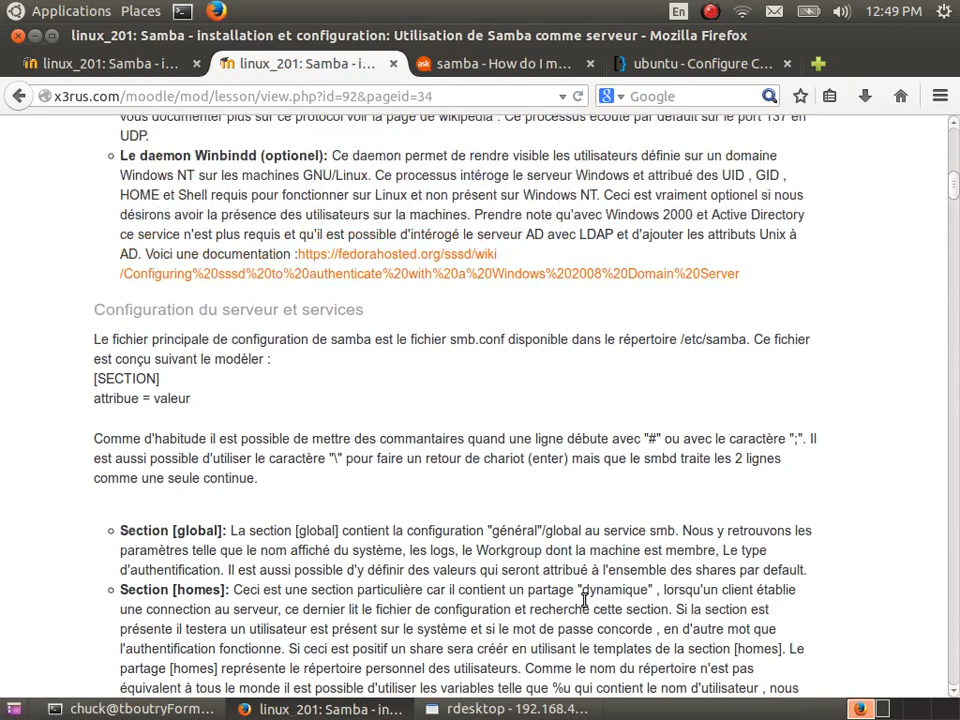 Applications Places En 12:49 PM
linux_201: Samba - installation et configuration: Utilisation de Samba comme serveur - Mozilla Firefox
linux_201: Samba - i... linux_201: Samba - i... samba - How do I m... ubuntu - Configure C...
x3rus.com/moodle/mod/lesson/view.php?id=92&pageid=34 Google
vous documenter plus sur ce protocol voir la page de wikipedia . Ce processus écoute par défault sur le port 137 en
UDP.
Le daemon Winbindd (optionel): Ce daemon permet de rendre visible les utilisateurs définie sur un domaine
Windows NT sur les machines GNU/Linux. Ce processus intéroge le serveur Windows et attribué des UID , GID ,
HOME et Shell requis pour fonctionner sur Linux et non présent sur Windows NT. Ceci est vraiment optionel si nous
désirons avoir la présence des utilisateurs sur la machines. Prendre note qu'avec Windows 2000 et Active Directory
ce service n'est plus requis et qu'il est possible d'intérogé le serveur AD avec LDAP et d'ajouter les attributs Unix à
AD. Voici une documentation :https://fedorahosted.org/sssd/wiki
/Configuring%20sssd%20to%20authenticate%20with%20a%20Windows%202008%20Domain%20Server
Configuration du serveur et services
Le fichier principale de configuration de samba est le fichier smb.conf disponible dans le répertoire /etc/samba. Ce fichier
est conçu suivant le modèler :
[SECTION]
attribue = valeur
Comme d'habitude il est possible de mettre des commantaires quand une ligne débute avec "#" ou avec le caractère ";". Il
est aussi possible d'utiliser le caractère "\" pour faire un retour de chariot (enter) mais que le smbd traite les 2 lignes
comme une seule continue.
Section [global]: La section [global] contient la configuration "général"/global au service smb. Nous y retrouvons les
paramètres telle que le nom affiché du système, les logs, le Workgroup dont la machine est membre, Le type
d'authentification. Il est aussi possible d'y définir des valeurs qui seront attribué à l'ensemble des shares par default.
Section [homes]: Ceci est une section particulière car il contient un partage "dynamique" , lorsqu'un client établie
une connection au serveur, ce dernier lit le fichier de configuration et recherche cette section. Si la section est
présente il testera un utilisateur est présent sur le système et si le mot de passe concorde , en d'autre mot que
l'authentification fonctionne. Si ceci est positif un share sera créér en utilisant le templates de la section [homes]. Le
partage [homes] représente le répertoire personnel des utilisateurs. Comme le nom du répertoire n'est pas
équivalent à tous le monde il est possible d'utiliser les variables telle que %u qui contient le nom d'utilisateur , nous
chuck@tboutryForm... linux_201: Samba - in... rdesktop - 192.168.4...